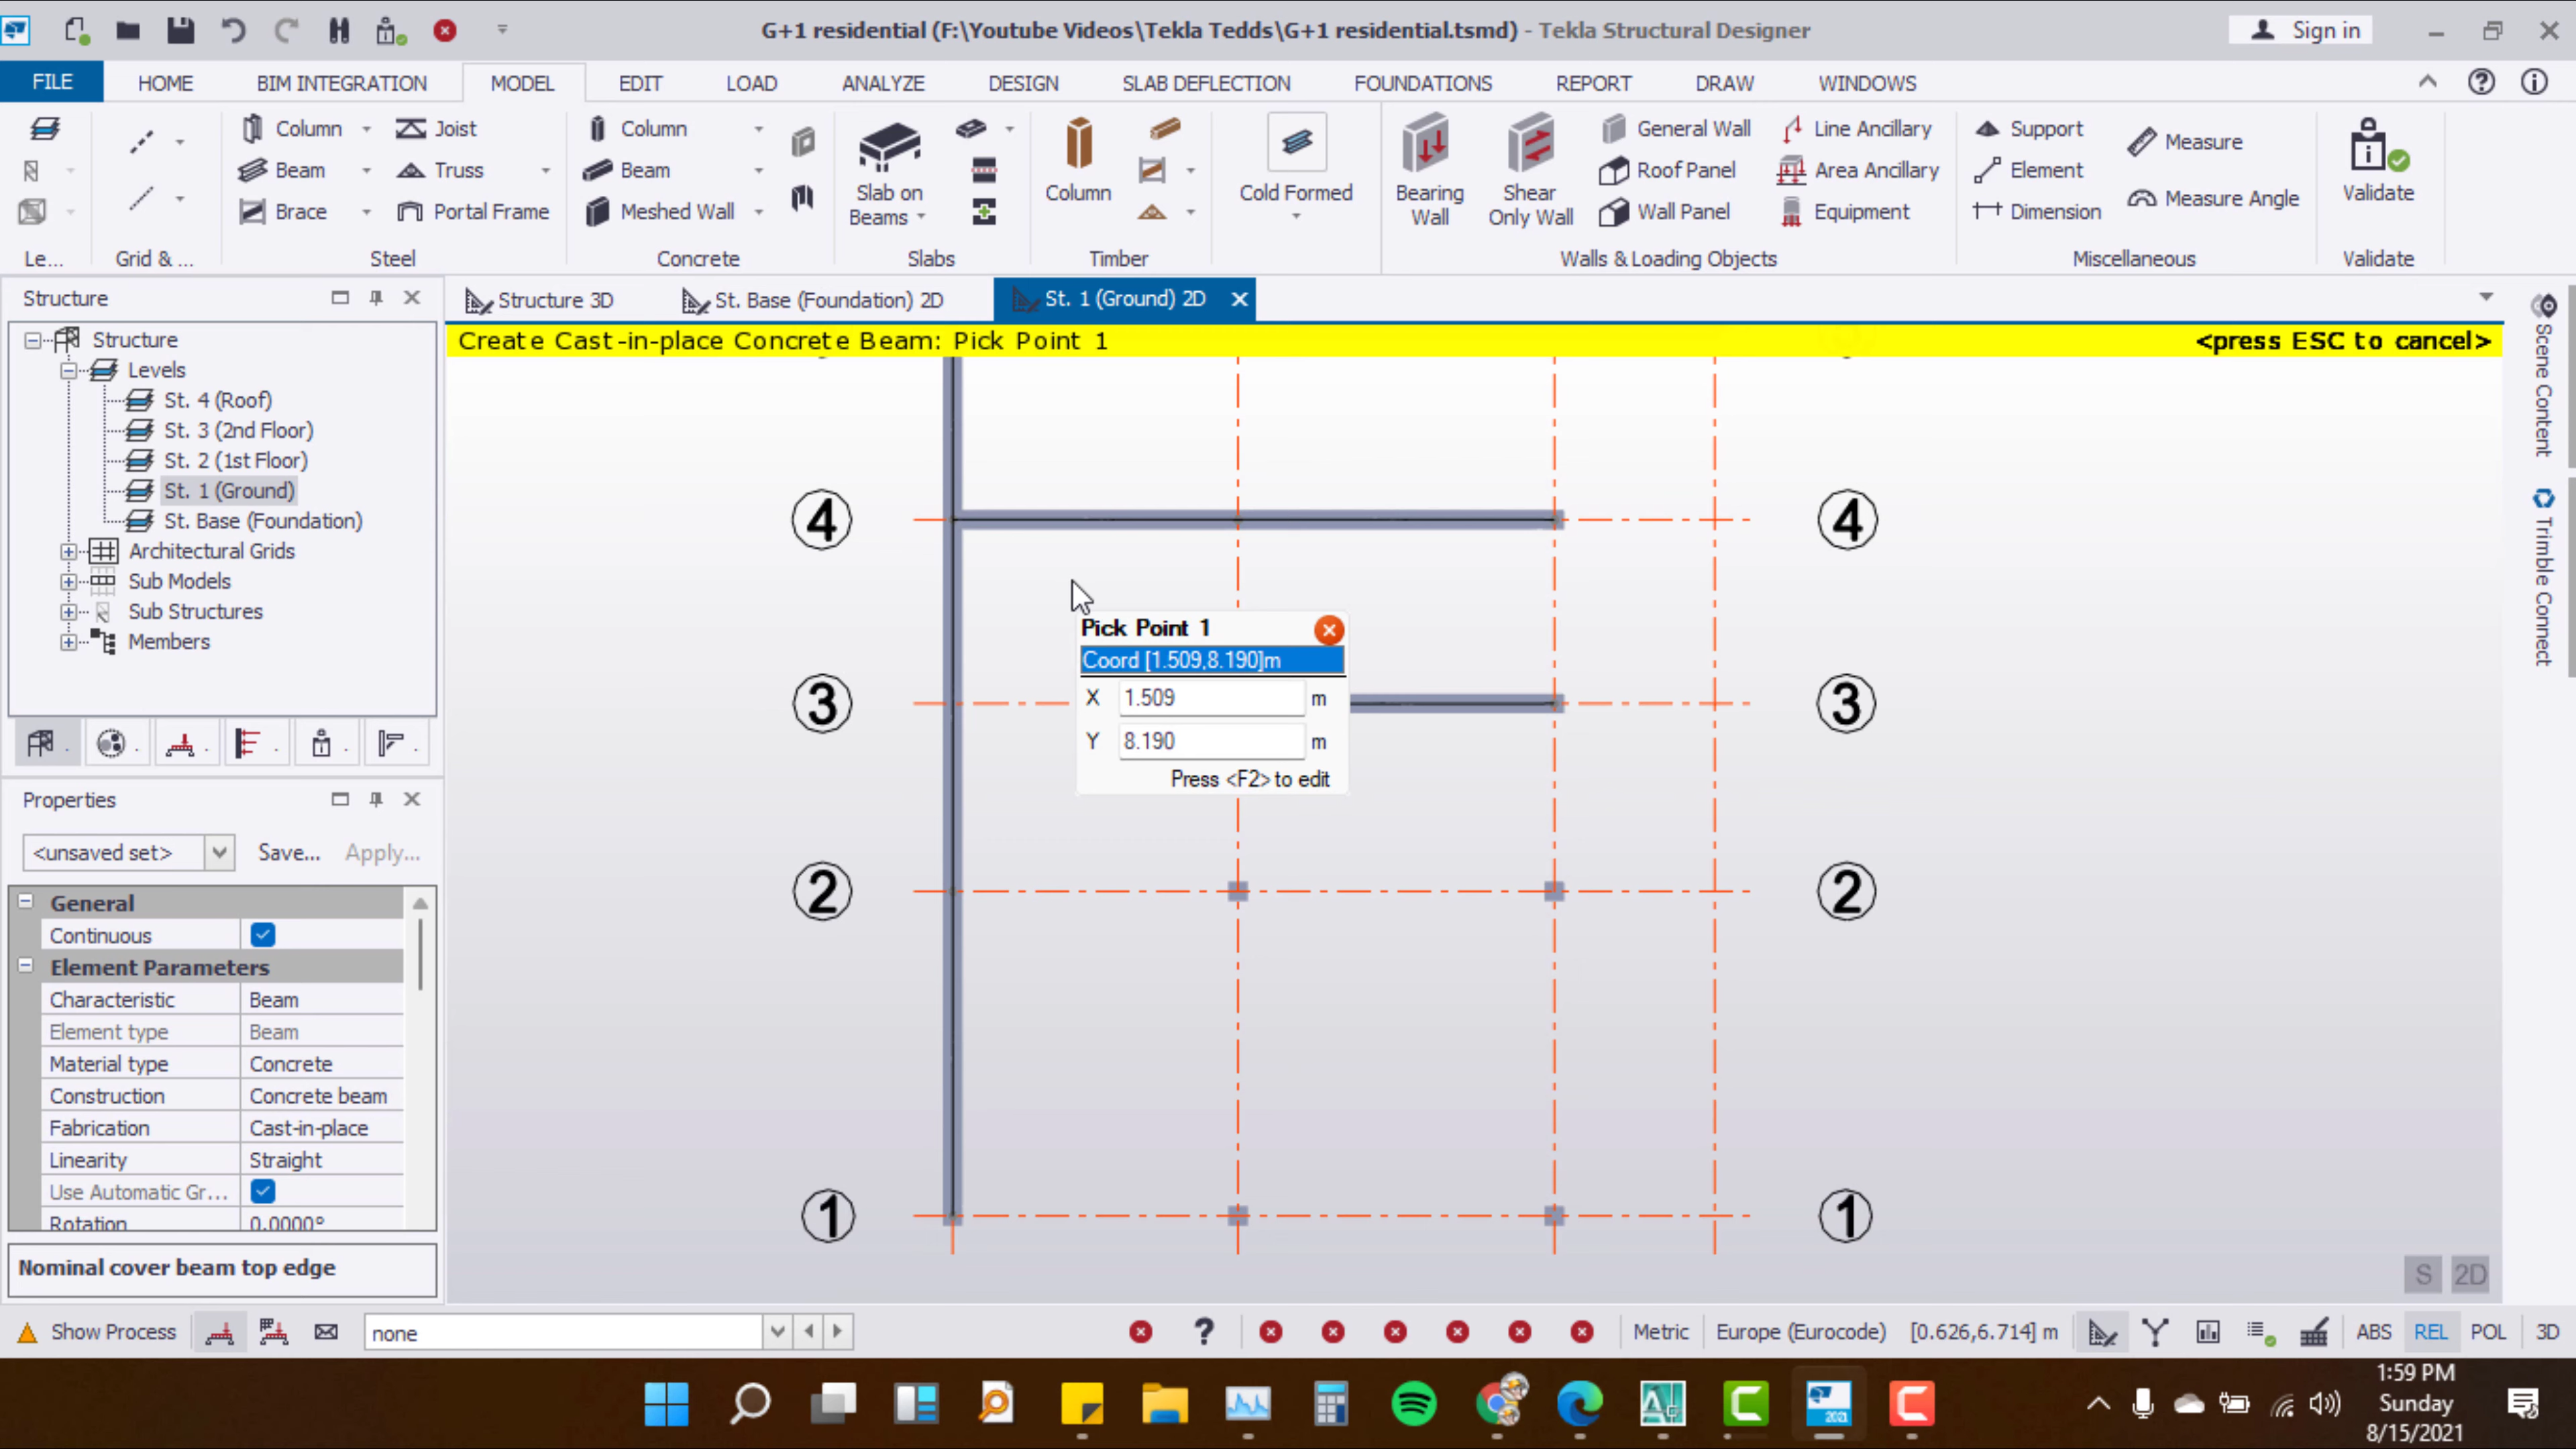 G+1 residential (F:\Youtube Videos\Tekla Tedds\G+1 residential.tsmd) - Tekla Structural Designer
Sign in
FILE HOME BIM INTEGRATION MODEL EDIT LOAD ANALYZE DESIGN SLAB DEFLECTION FOUNDATIONS REPORT DRAW WINDOWS
Column Joist Column General Wall Line Ancillary Support
Measure
Beam Truss Beam Roof Panel Area Ancillary Element
Slab on Beams Column Cold Formed Bearing Wall Shear Only Wall Validate
Measure Angle
Brace Portal Frame Meshed Wall Wall Panel Equipment Dimension
Le... Grid & ... Steel Concrete Slabs Timber Walls & Loading Objects Miscellaneous Validate
Structure
Structure 3D St. Base (Foundation) 2D St. 1 (Ground) 2D
Create Cast-in-place Concrete Beam: Pick Point 1 <press ESC to cancel>
Structure
Levels
St. 4 (Roof)
St. 3 (2nd Floor)
St. 2 (1st Floor)
St. 1 (Ground)
St. Base (Foundation)
Architectural Grids
Sub Models
Sub Structures
Members
Scene Content
Trimble Connect
4 4
Pick Point 1
Coord [1.509,8.190]m
X 1.509 m
Y 8.190 m
Press <F2> to edit
3 3
2 2
1 1
S 2D
Properties
<unsaved set> Save... Apply...
General
Continuous
Element Parameters
Characteristic Beam
Element type Beam
Material type Concrete
Construction Concrete beam
Fabrication Cast-in-place
Linearity Straight
Use Automatic Gr...
Rotation 0.0000°
Nominal cover beam top edge
Show Process none ? Metric Europe (Eurocode) [0.626,6.714] m ABS REL POL 3D
2021
1:59 PM
Sunday
8/15/2021